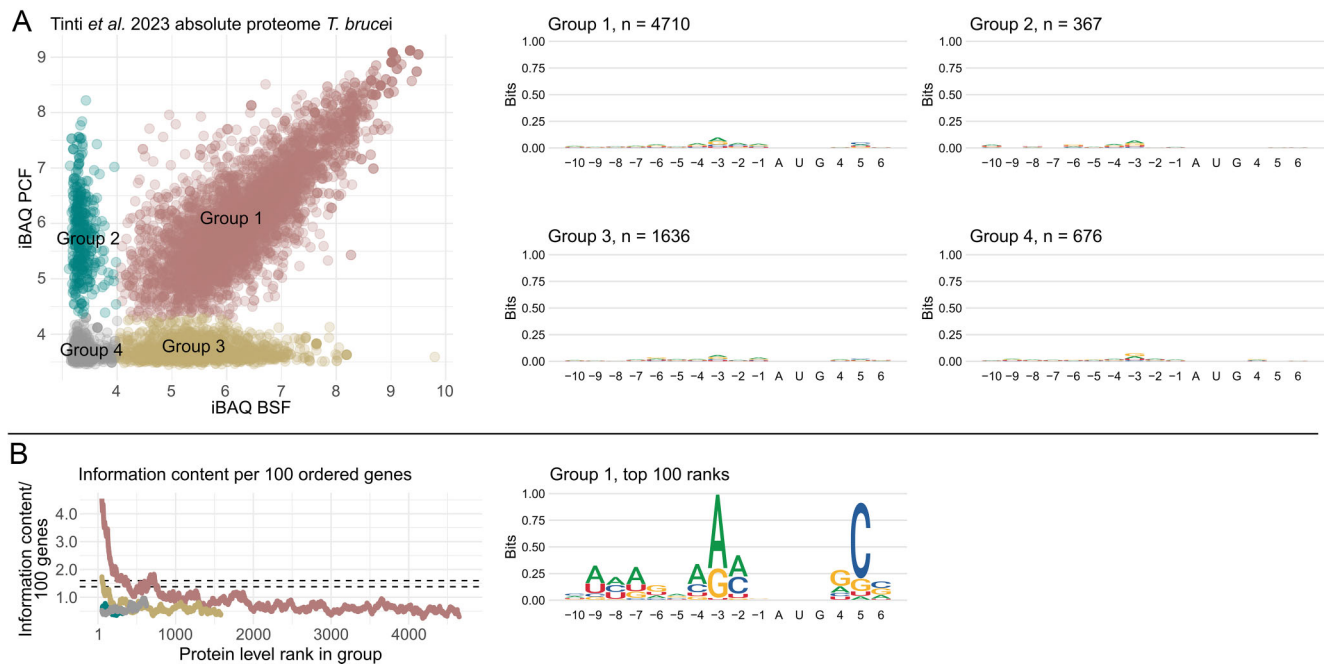 A
Tinti et al. 2023 absolute proteome T. brucei
9
8
7
6
5
4
iBAQ PCF
Group 1
Group 2
Group 3
Group 4
4 5 6 7 8 9 10
iBAQ BSF
Group 1, n = 4710
1.00
0.75
0.50
0.25
0.00
Bits
−10 −9 −8 −7 −6 −5 −4 −3 −2 −1 A U G 4 5 6
Group 2, n = 367
1.00
0.75
0.50
0.25
0.00
Bits
−10 −9 −8 −7 −6 −5 −4 −3 −2 −1 A U G 4 5 6
Group 3, n = 1636
1.00
0.75
0.50
0.25
0.00
Bits
−10 −9 −8 −7 −6 −5 −4 −3 −2 −1 A U G 4 5 6
Group 4, n = 676
1.00
0.75
0.50
0.25
0.00
Bits
−10 −9 −8 −7 −6 −5 −4 −3 −2 −1 A U G 4 5 6
B
Information content per 100 ordered genes
Information content/
100 genes
4.0
3.0
2.0
1.0
1 1000 2000 3000 4000
Protein level rank in group
Group 1, top 100 ranks
1.00
0.75
0.50
0.25
0.00
Bits
A U
A C U
A U G
A C
A G
A C
G A
C G
C G
−10 −9 −8 −7 −6 −5 −4 −3 −2 −1 A U G 4 5 6